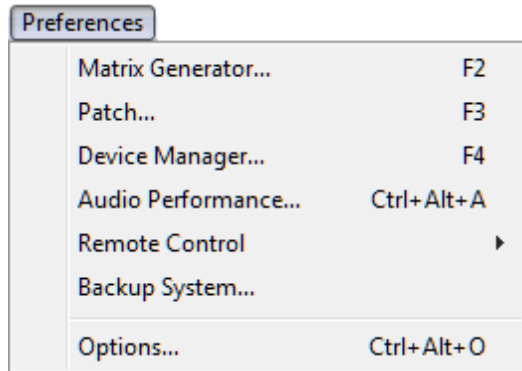 Preferences
Matrix Generator... F2
Patch... F3
Device Manager... F4
Audio Performance... Ctrl+Alt+A
Remote Control
Backup System...
Options... Ctrl+Alt+O